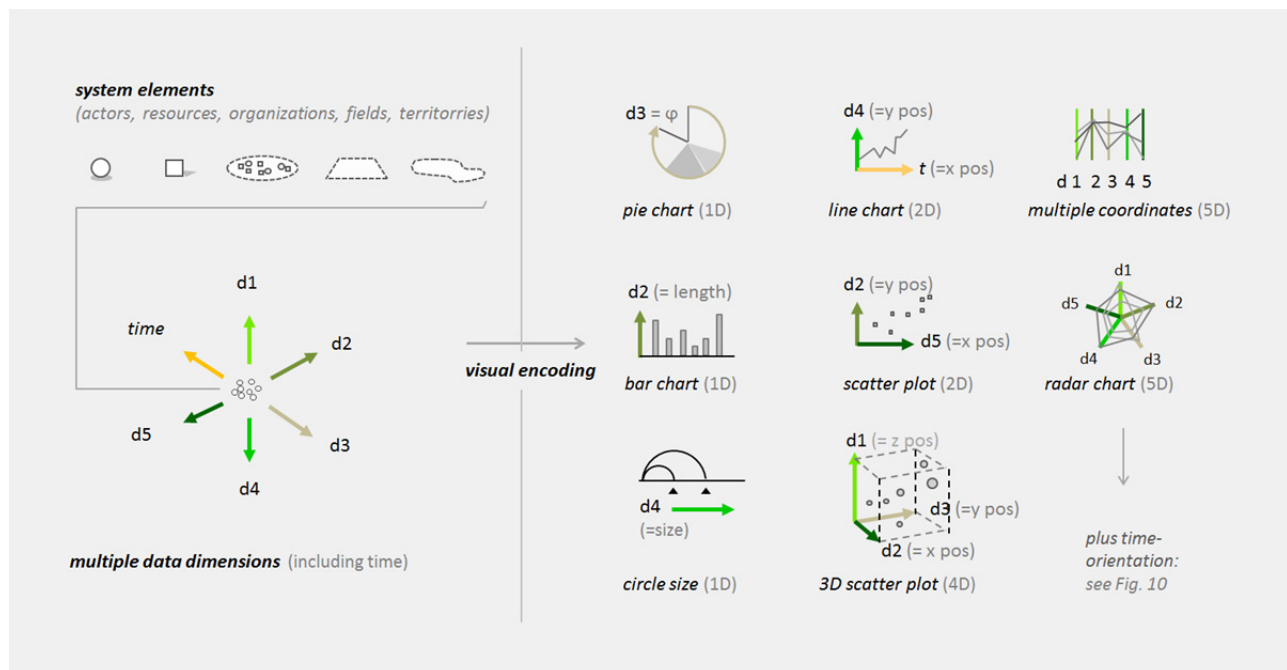 system elements
(actors, resources, organizations, fields, territorries)
d1
time
d2
d5
d3
d4
multiple data dimensions (including time)
visual encoding
d3 = φ
pie chart (1D)
d4 (=y pos)
t (=x pos)
line chart (2D)
d 1 2 3 4 5
multiple coordinates (5D)
d2 (= length)
bar chart (1D)
d2 (=y pos)
d5 (=x pos)
scatter plot (2D)
d1
d5
d2
d4
d3
radar chart (5D)
d4
(=size)
circle size (1D)
d1 (= z pos)
d3 (=y pos)
d2 (= x pos)
3D scatter plot (4D)
plus time-
orientation:
see Fig. 10